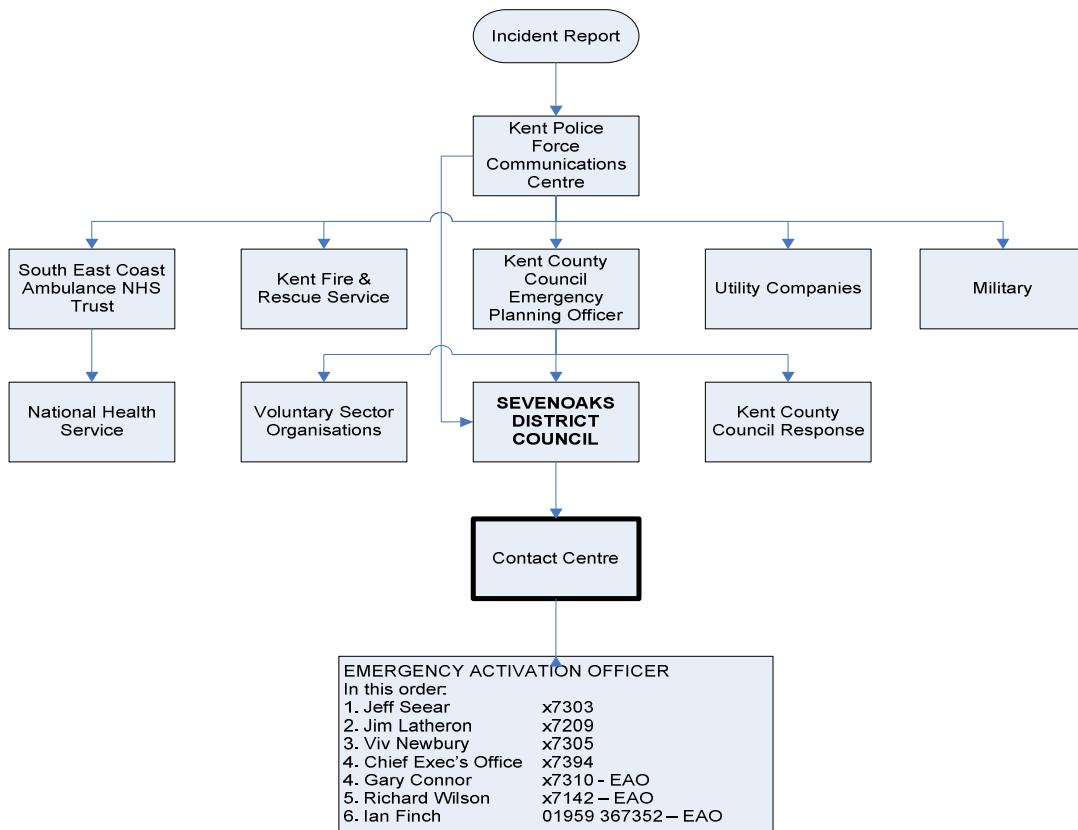 Incident Report
Kent Police
Force
Communications
Centre
South East Coast
Ambulance NHS
Trust
Kent Fire &
Rescue Service
Kent County
Council
Emergency
Planning Officer
Utility Companies
Military
National Health
Service
Voluntary Sector
Organisations
SEVENOAKS
DISTRICT
COUNCIL
Kent County
Council Response
Contact Centre
EMERGENCY ACTIVATION OFFICER
In this order:
1. Jeff Seear x7303
2. Jim Latheron x7209
3. Viv Newbury x7305
4. Chief Exec's Office x7394
4. Gary Connor x7310 - EAO
5. Richard Wilson x7142 – EAO
6. Ian Finch 01959 367352 – EAO